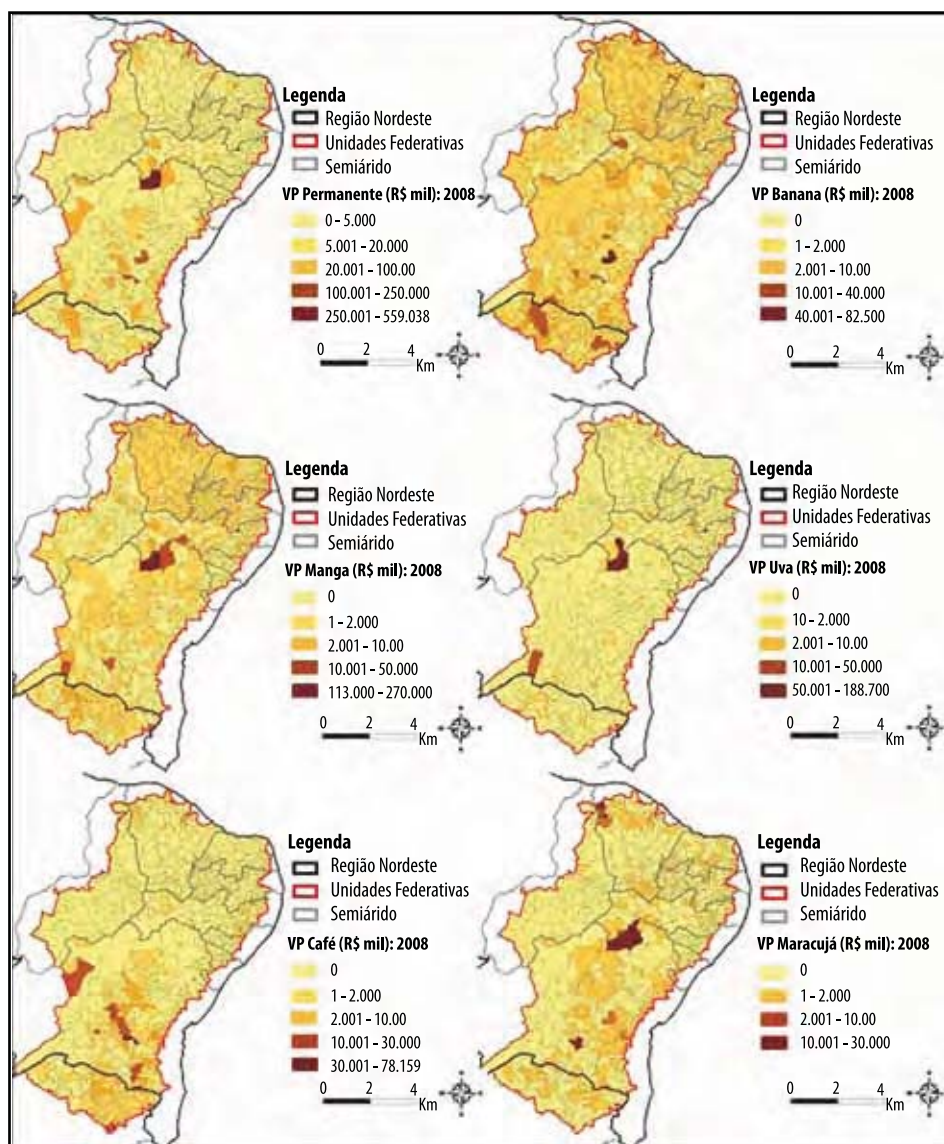 Legenda
Região Nordeste
Unidades Federativas
Semiárido
VP Permanente (R$ mil): 2008
0 - 5.000
5.001 - 20.000
20.001 - 100.00
100.001 - 250.000
250.001 - 559.038
0 2 4
Km
Legenda
Região Nordeste
Unidades Federativas
Semiárido
VP Banana (R$ mil): 2008
0
1 - 2.000
2.001 - 10.00
10.001 - 40.000
40.001 - 82.500
0 2 4
Km
Legenda
Região Nordeste
Unidades Federativas
Semiárido
VP Manga (R$ mil): 2008
0
1 - 2.000
2.001 - 10.00
10.001 - 50.000
113.000 - 270.000
0 2 4
Km
Legenda
Região Nordeste
Unidades Federativas
Semiárido
VP Uva (R$ mil): 2008
0
10 - 2.000
2.001 - 10.00
10.001 - 50.000
50.001 - 188.700
0 2 4
Km
Legenda
Região Nordeste
Unidades Federativas
Semiárido
VP Café (R$ mil): 2008
0
1 - 2.000
2.001 - 10.00
10.001 - 30.000
30.001 - 78.159
0 2 4
Km
Legenda
Região Nordeste
Unidades Federativas
Semiárido
VP Maracujá (R$ mil): 2008
0
1 - 2.000
2.001 - 10.00
10.001 - 30.000
0 2 4
Km